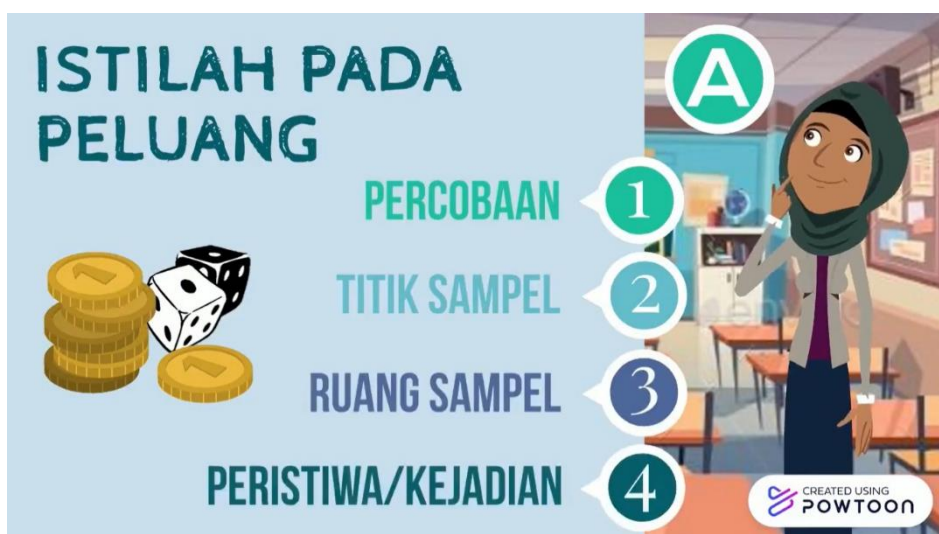 ISTILAH PADA
PELUANG
A
PERCOBAAN 1
TITIK SAMPEL 2
RUANG SAMPEL 3
PERISTIWA/KEJADIAN 4
CREATED USING
POWTOON